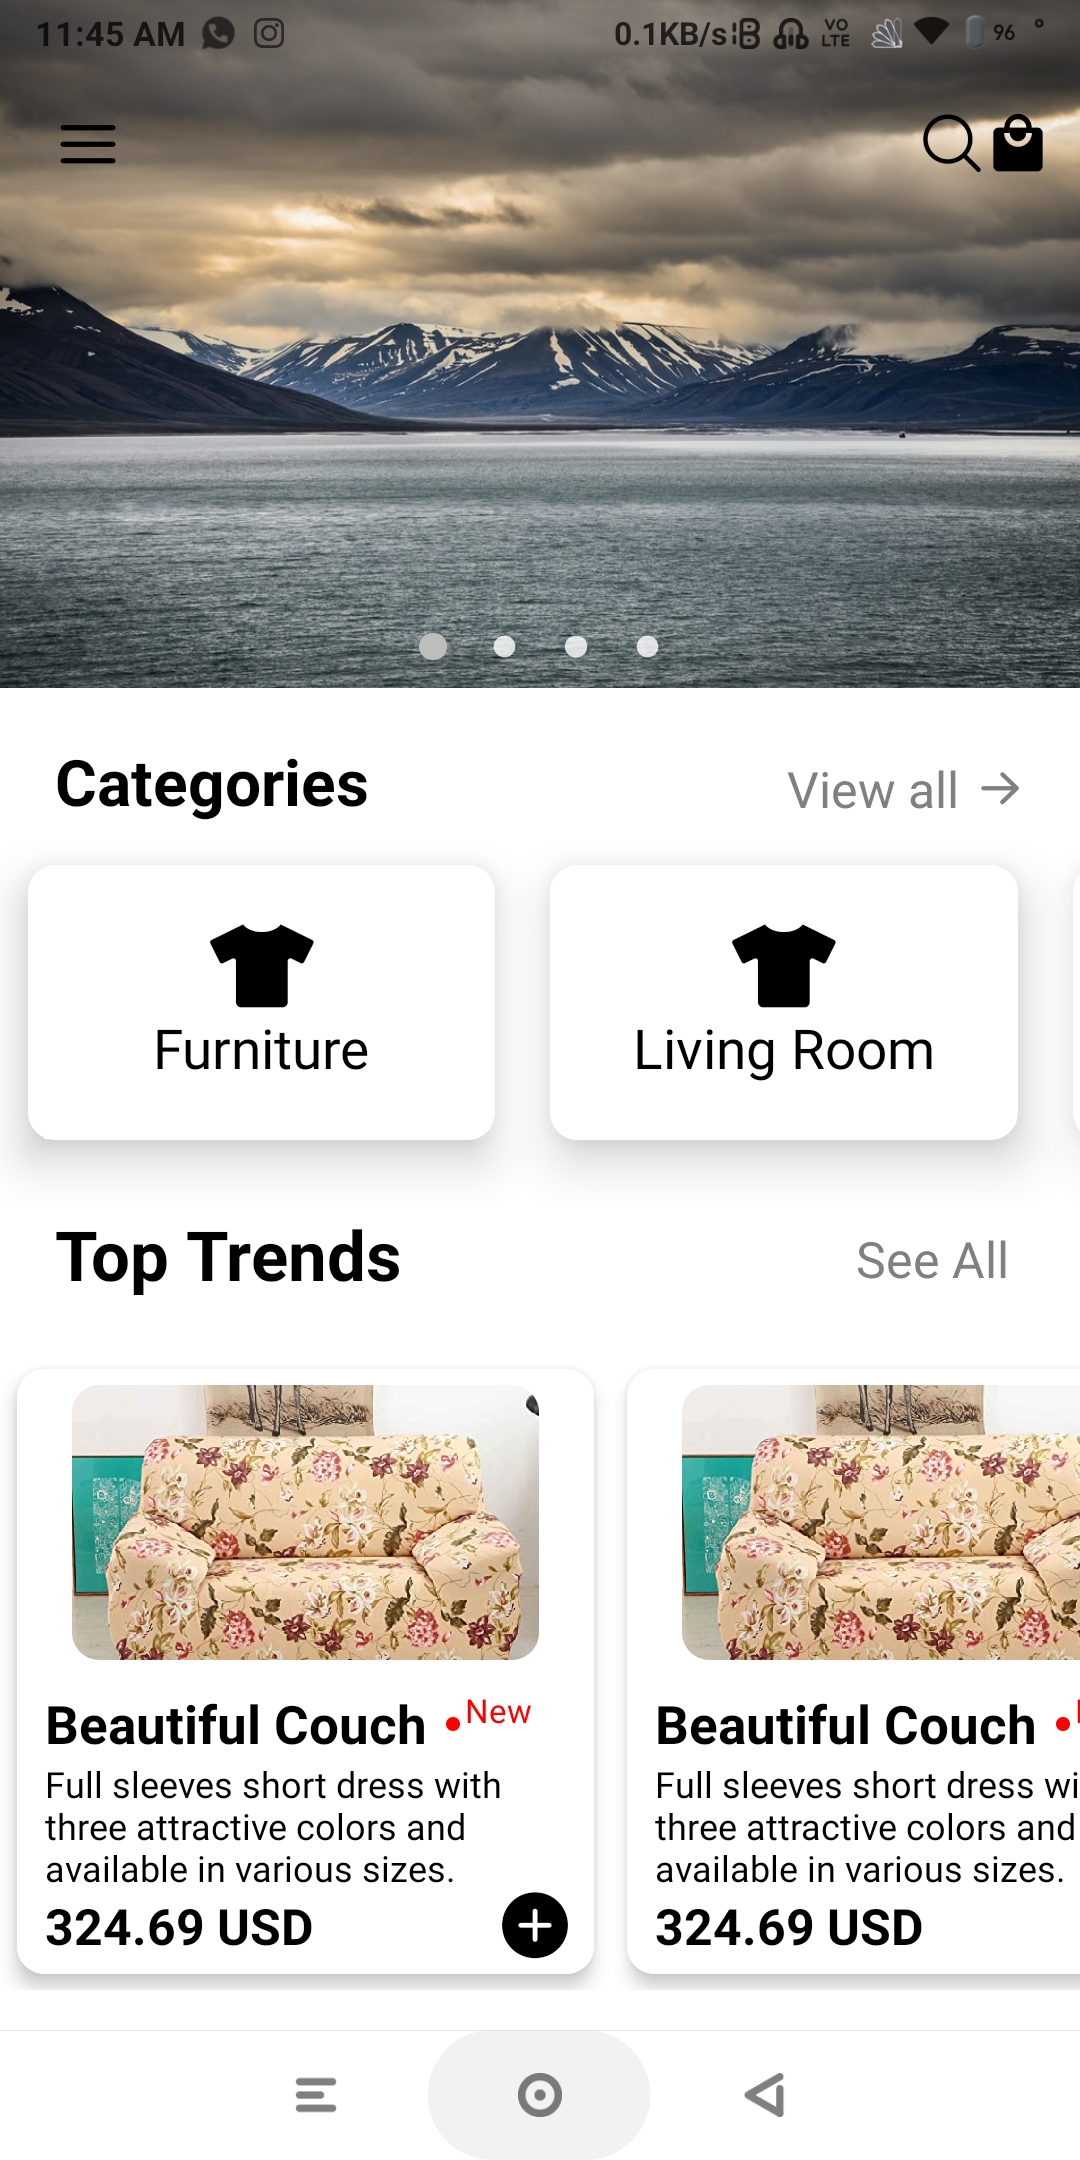 11:45 AM 0.1KB/s VO LTE 96
Categories View all
Furniture Living Room
Top Trends See All
Beautiful Couch New
Full sleeves short dress with
three attractive colors and
available in various sizes.
324.69 USD
Beautiful Couch
Full sleeves short dress wi
three attractive colors and
available in various sizes.
324.69 USD